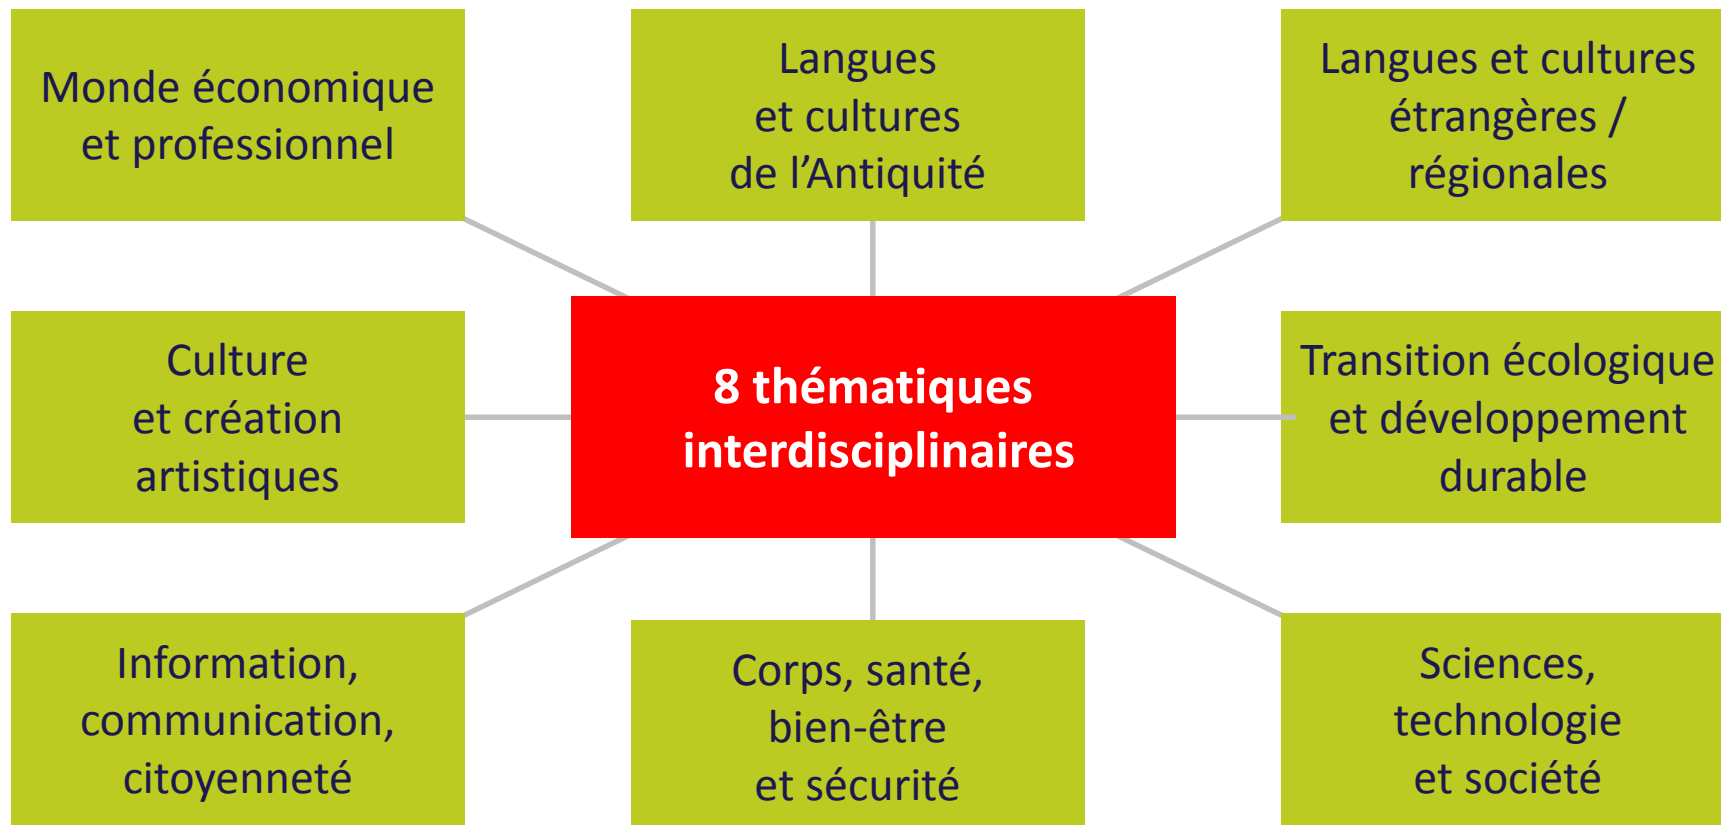 Monde économique
et professionnel
Langues
et cultures
de l’Antiquité
Langues et cultures
étrangères /
régionales
Culture
et création
artistiques
8 thématiques
interdisciplinaires
Transition écologique
et développement
durable
Information,
communication,
citoyenneté
Corps, santé,
bien-être
et sécurité
Sciences,
technologie
et société